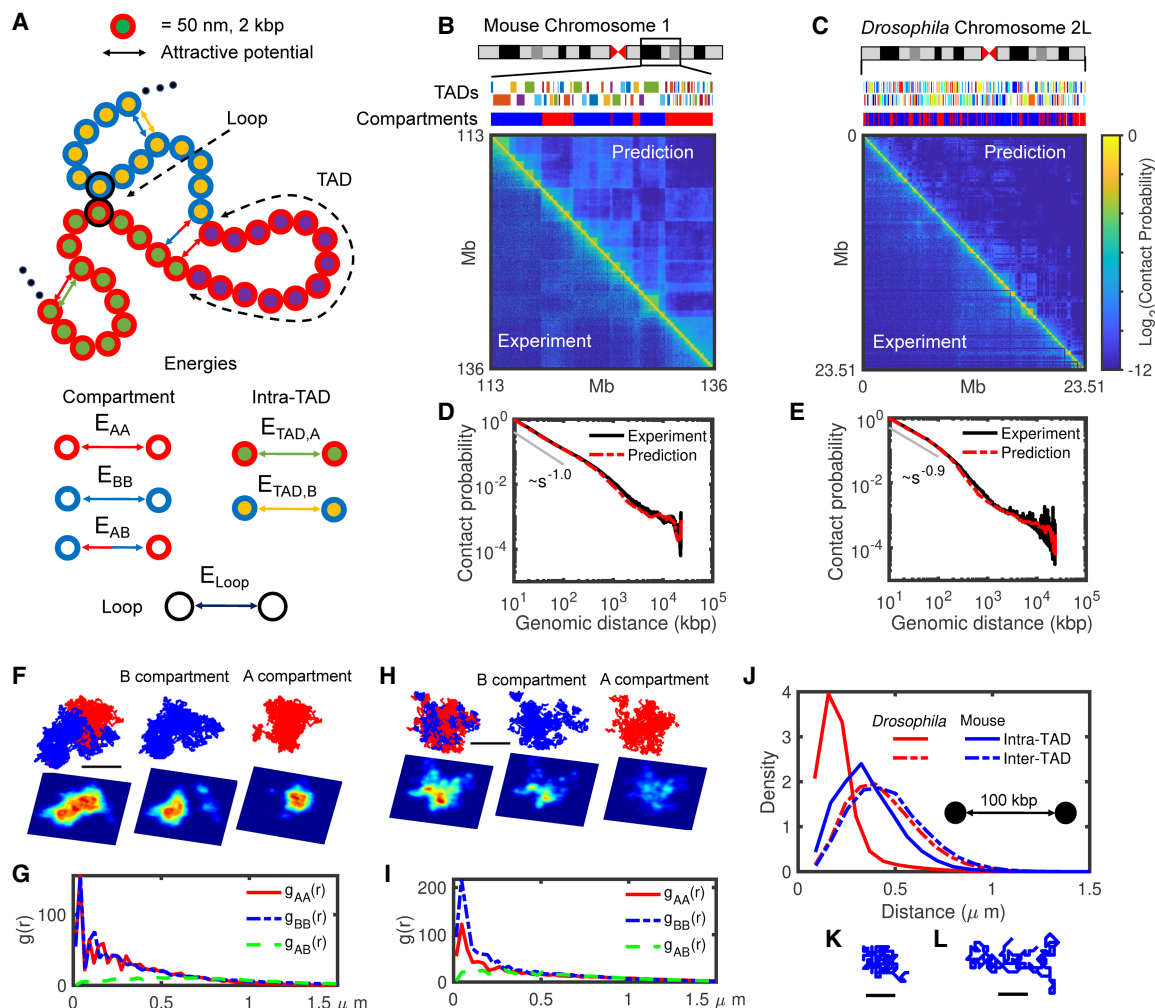 A
= 50 nm, 2 kbp
Attractive potential
Loop
TAD
Energies
Compartment
Intra-TAD
E_AA
E_TAD,A
E_BB
E_TAD,B
E_AB
E_Loop
Loop
B
Mouse Chromosome 1
TADs
Compartments
113
Prediction
Mb
Experiment
136
113
Mb
136
C
Drosophila Chromosome 2L
0
Prediction
Mb
Experiment
23.51
0
Mb
23.51
0
Log2(Contact Probability)
-12
D
10^0
10^-2
10^-4
Contact probability
Experiment
Prediction
~s^-1.0
10^1
10^2
10^3
10^4
10^5
Genomic distance (kbp)
E
10^0
10^-2
10^-4
Contact probability
Experiment
Prediction
~s^-0.9
10^1
10^2
10^3
10^4
10^5
Genomic distance (kbp)
F
B compartment
A compartment
G
g(r)
100
0
g_AA(r)
g_BB(r)
g_AB(r)
0
0.5
1
1.5
μ m
H
B compartment
A compartment
I
g(r)
200
100
0
g_AA(r)
g_BB(r)
g_AB(r)
0
0.5
1
1.5
μ m
J
4
3
2
1
0
Density
Drosophila
Mouse
Intra-TAD
Inter-TAD
100 kbp
0
0.5
1
1.5
Distance (μ m)
K
L